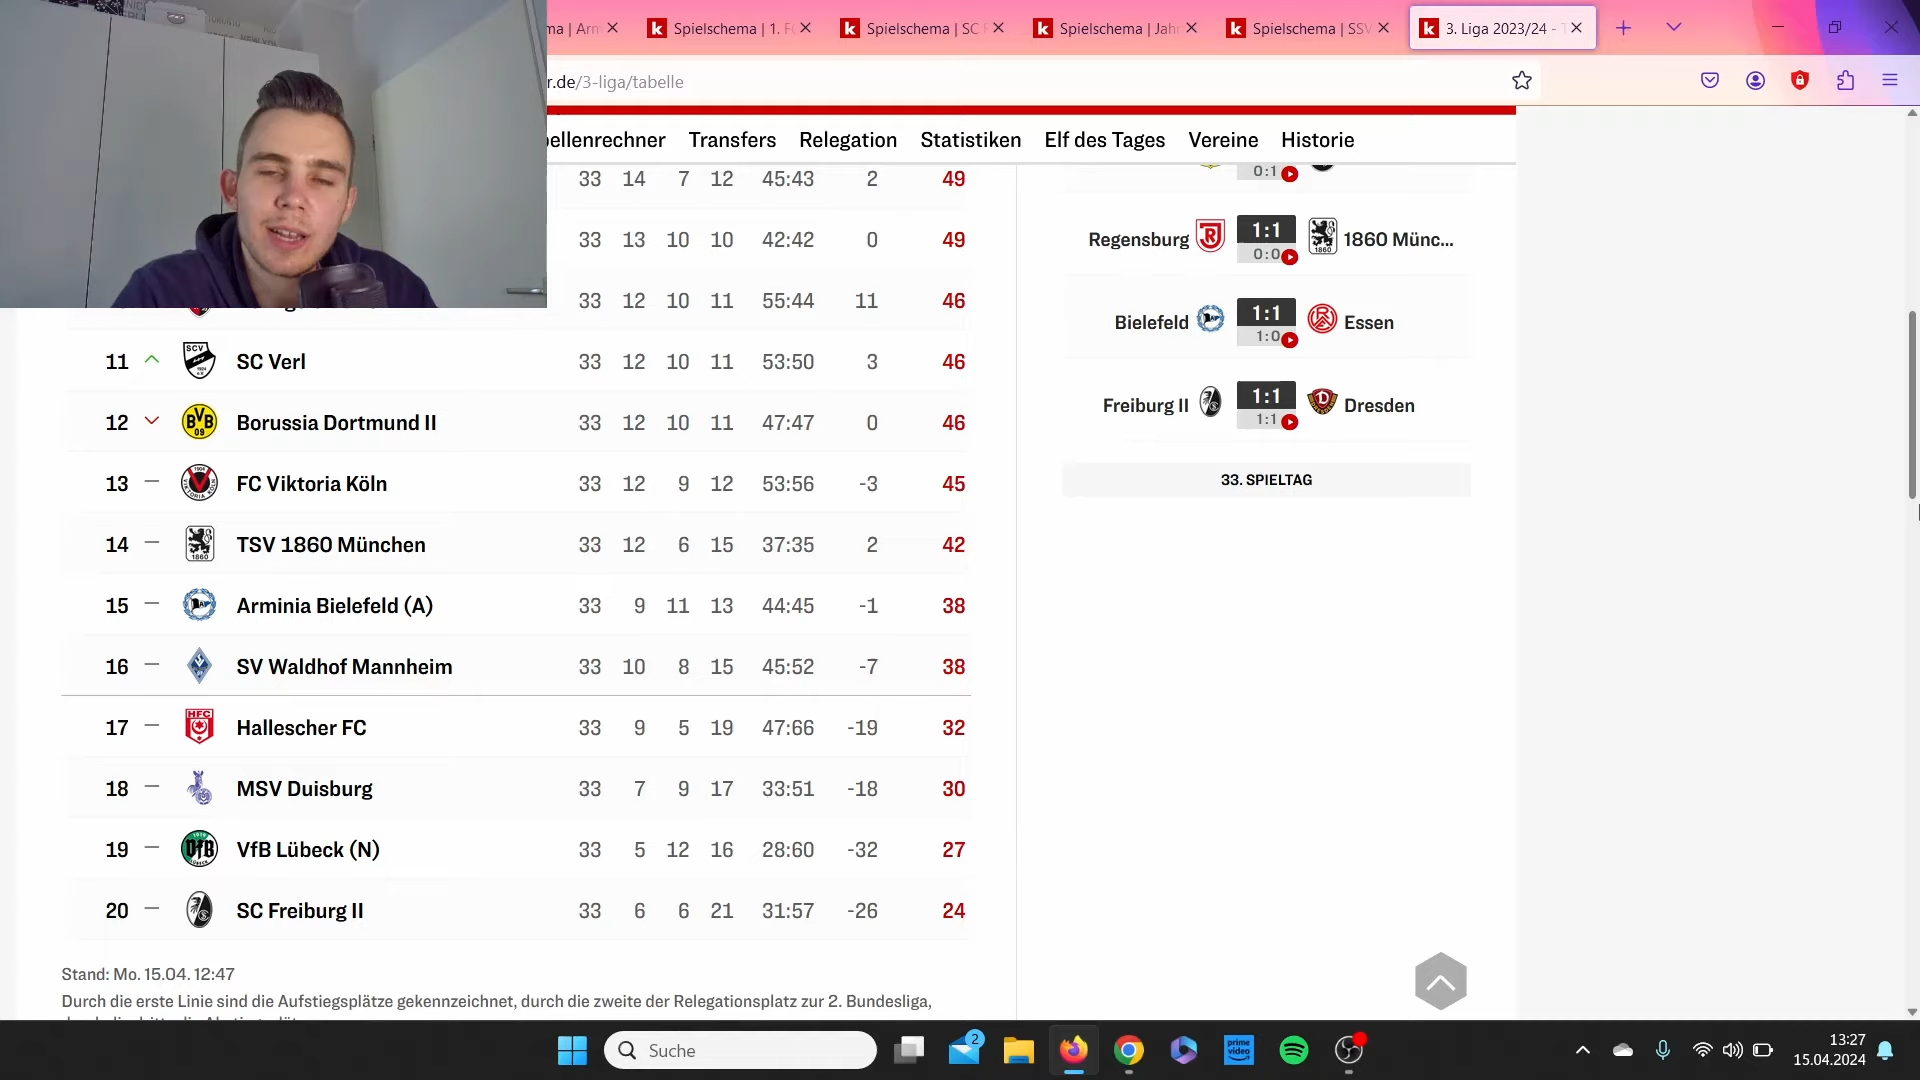 Spielschema | 1. F
Spielschema | SC F
Spielschema | Jah
Spielschema | SSV
3. Liga 2023/24 - T
r.de/3-liga/tabelle
bellenrechner Transfers Relegation Statistiken Elf des Tages Vereine Historie
33 14 7 12 45:43 2 49
33 13 10 10 42:42 0 49
33 12 10 11 55:44 11 46
11 SC Verl 33 12 10 11 53:50 3 46
12 Borussia Dortmund II 33 12 10 11 47:47 0 46
13 FC Viktoria Köln 33 12 9 12 53:56 -3 45
14 TSV 1860 München 33 12 6 15 37:35 2 42
15 Arminia Bielefeld (A) 33 9 11 13 44:45 -1 38
16 SV Waldhof Mannheim 33 10 8 15 45:52 -7 38
17 Hallescher FC 33 9 5 19 47:66 -19 32
18 MSV Duisburg 33 7 9 17 33:51 -18 30
19 VfB Lübeck (N) 33 5 12 16 28:60 -32 27
20 SC Freiburg II 33 6 6 21 31:57 -26 24
Stand: Mo. 15.04. 12:47
Durch die erste Linie sind die Aufstiegsplätze gekennzeichnet, durch die zweite der Relegationsplatz zur 2. Bundesliga,
0:1
Regensburg 1:1 1860 Münc...
0:0
Bielefeld 1:1 Essen
1:0
Freiburg II 1:1 Dresden
1:1
33. SPIELTAG
Suche
2
prime video
13:27
15.04.2024